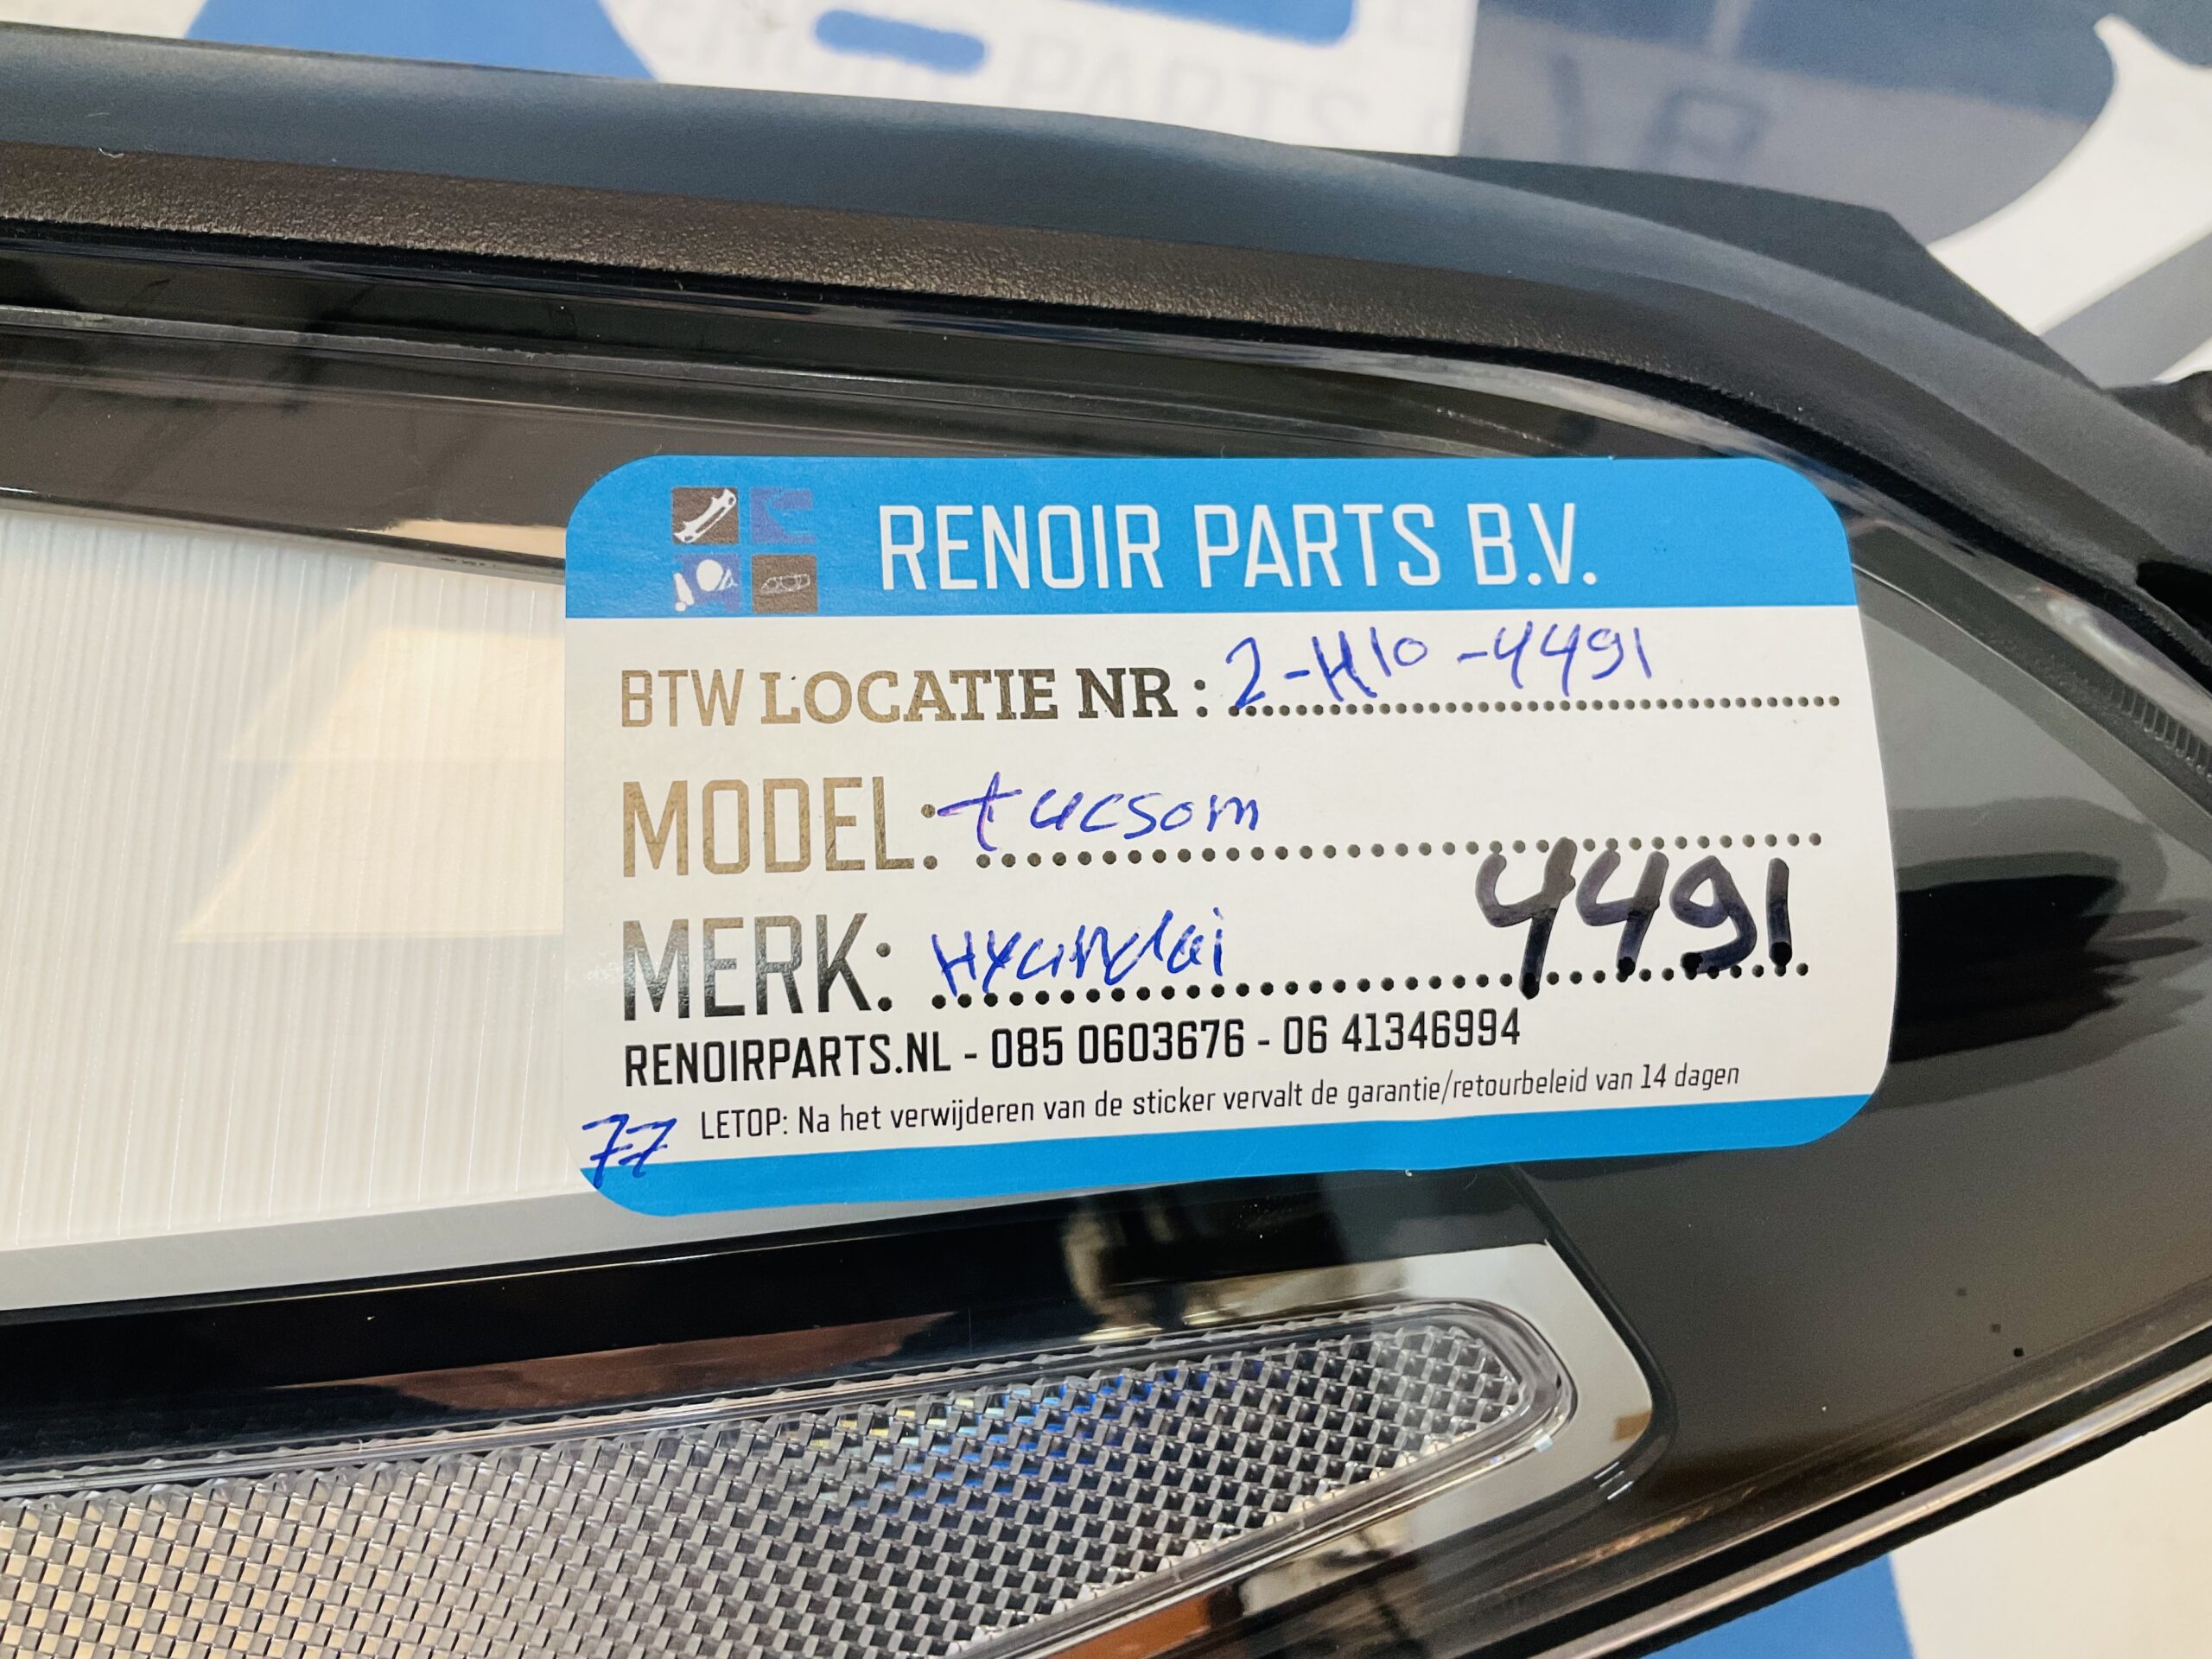 RENOIR PARTS B.V.
BTW LOCATIE NR : 2-H10-4491
MODEL: tucsom
4491
MERK: Hyundai
RENOIRPARTS.NL - 085 0603676 - 06 41346994
77 LETOP: Na het verwijderen van de sticker vervalt de garantie/retourbeleid van 14 dagen